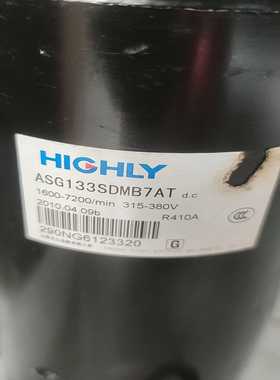 HIGHLY
ASG133SDMB7AT d.c
1600-7200/min 315-380V
2010.04 09b R410A
290NG6123320 G